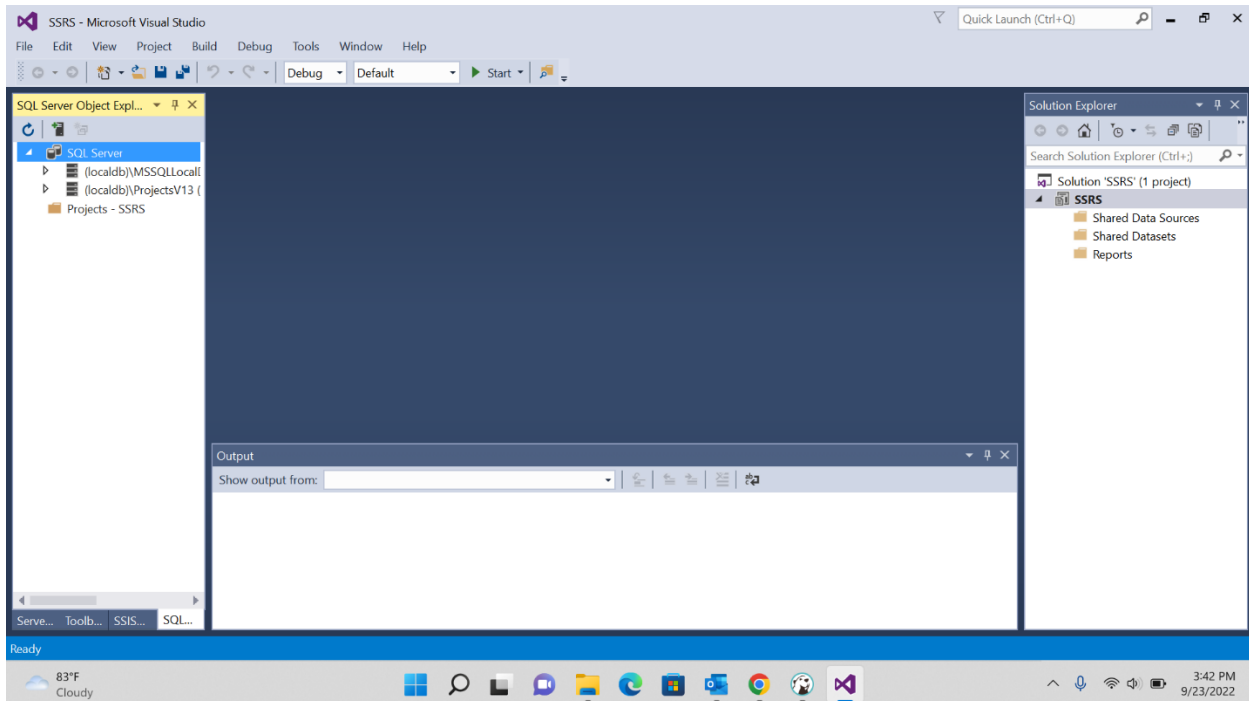 SSRS - Microsoft Visual Studio
Quick Launch (Ctrl+Q)
File Edit View Project Build Debug Tools Window Help
Debug Default Start
SQL Server Object Expl...
SQL Server
(localdb)\MSSQLLocalD
(localdb)\ProjectsV13 (
Projects - SSRS
Serve... Toolb... SSIS... SQL...
Output
Show output from:
Solution Explorer
Search Solution Explorer (Ctrl+;)
Solution 'SSRS' (1 project)
SSRS
Shared Data Sources
Shared Datasets
Reports
Ready
83°F
Cloudy
3:42 PM
9/23/2022